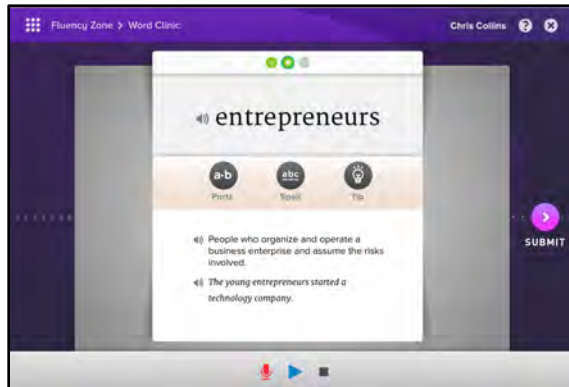 Fluency Zone > Word Clinic
Chris Collins
entrepreneurs
a-b
abc
Parts
Spell
Tip
People who organize and operate a
business enterprise and assume the risks
involved.
The young entrepreneurs started a
technology company.
SUBMIT